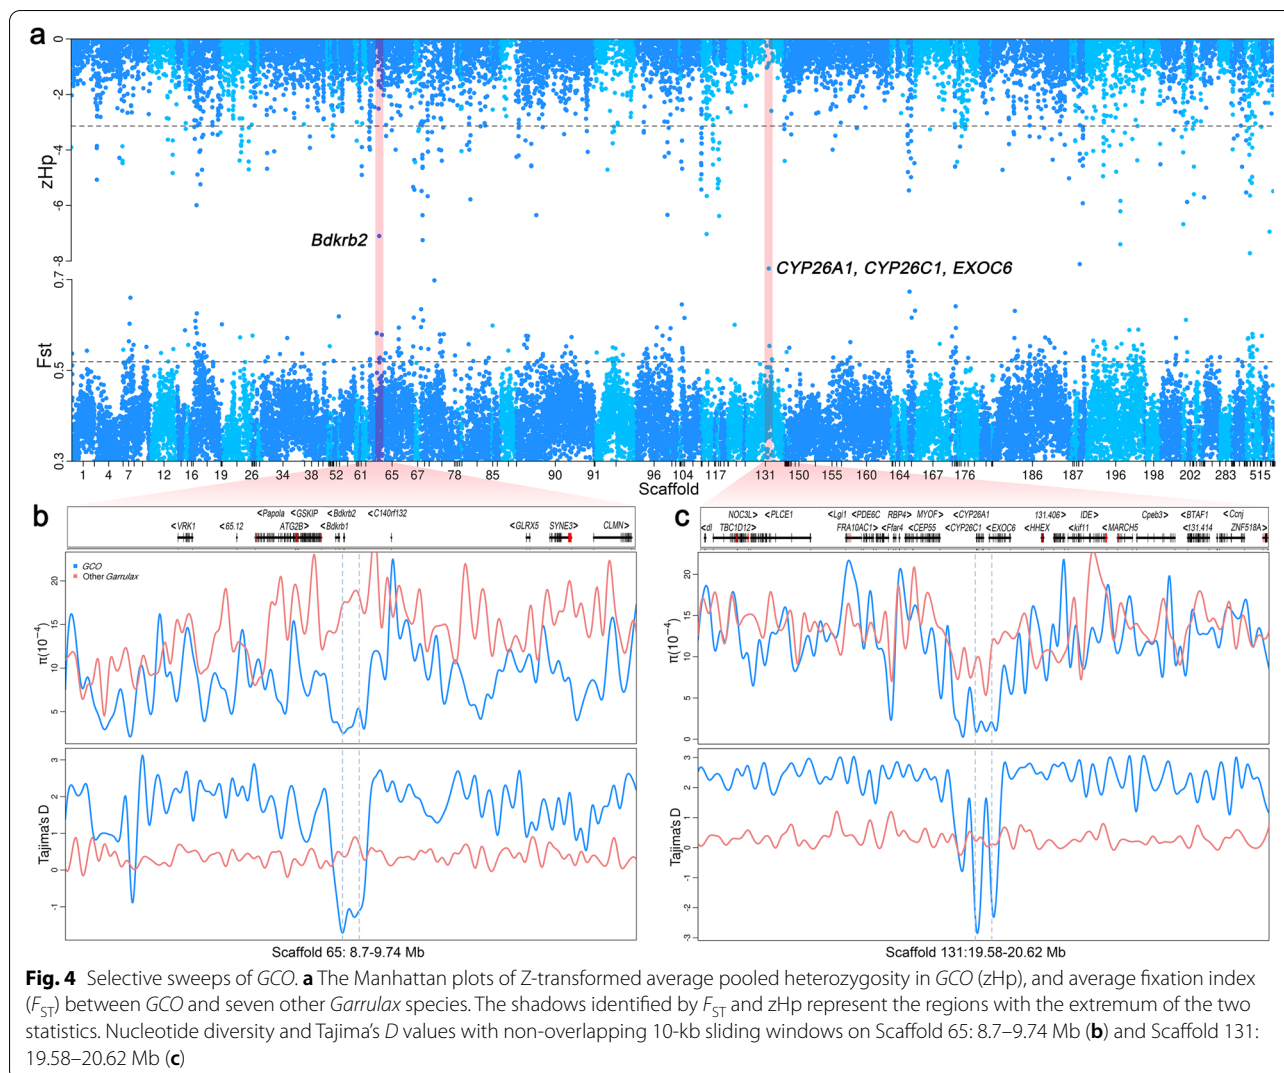 a
0
-2
-4
-6
-8
zHp
Bdkrb2
CYP26A1, CYP26C1, EXOC6
0.7
0.5
0.3
Fst
1 4 7 12 16 19 27 34 38 48 52 61 65 67 78 85 90 91 96 104 117 131 148 155 160 164 167 176 186 196 198 202 283 515
Scaffold
b
<Papola <GSKIP <Bdkrb2 <C14orf132
<VRK1 <65.12 ATG2B> <Bdkrb1 <GLRX5 SYNE3> CLMN>
GCO
Other Garrulax
20
15
10
5
π(10⁻⁴)
3
2
1
0
-1
Tajima's D
Scaffold 65: 8.7-9.74 Mb
c
NOC3L> <PLCE1 <Lgi1 <PDE6C RBP4> MYOF> <CYP26A1 131.406 IDE> Cpeb3> <BTAF1 <Ccnj
<dl TBC1D12> FRA10AC1> <Ffar4 <CEP55 <CYP26C1 <EXOC6 <HHEX <kif11 <MARCH5 <131.414 ZNF518A>
20
15
10
5
0
π(10⁻⁴)
3
2
1
0
-1
-2
-3
Tajima's D
Scaffold 131:19.58-20.62 Mb
Fig. 4 Selective sweeps of GCO. a The Manhattan plots of Z-transformed average pooled heterozygosity in GCO (zHp), and average fixation index
(FST) between GCO and seven other Garrulax species. The shadows identified by FST and zHp represent the regions with the extremum of the two
statistics. Nucleotide diversity and Tajima's D values with non-overlapping 10-kb sliding windows on Scaffold 65: 8.7–9.74 Mb (b) and Scaffold 131:
19.58–20.62 Mb (c)